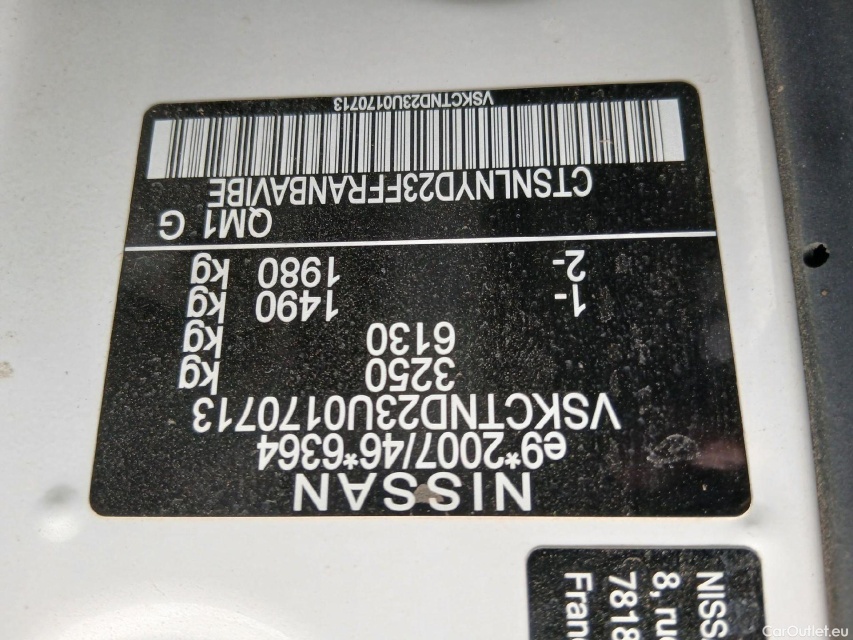 NISSAN
e9*2007/46*6364
VSKCTND23U0170713
3250 kg
6130 kg
1- 1490 kg
2- 1980 kg
QM1 G
CTSNLNYD23FFRANBAVIBE
VSKCTND23U0170713
NISS
8, ru
7818
Fran
CarOutlet.eu